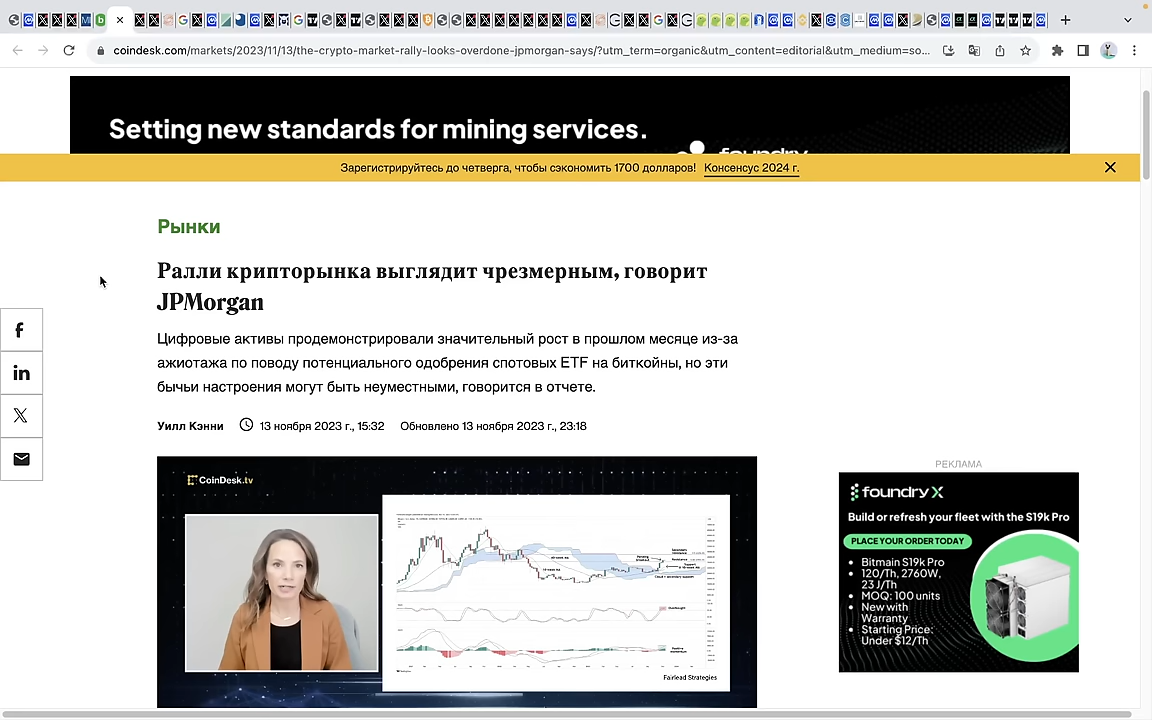 coindesk.com/markets/2023/11/13/the-crypto-market-rally-looks-overdone-jpmorgan-says/?utm_term=organic&utm_content=editorial&utm_medium=so...
Setting new standards for mining services.
foundry
Зарегистрируйтесь до четверга, чтобы сэкономить 1700 долларов! Консенсус 2024 г.
Рынки
Ралли крипторынка выглядит чрезмерным, говорит
JPMorgan
Цифровые активы продемонстрировали значительный рост в прошлом месяце из-за
ажиотажа по поводу потенциального одобрения спотовых ETF на биткойны, но эти
бычьи настроения могут быть неуместными, говорится в отчете.
Уилл Кэнни 13 ноября 2023 г., 15:32 Обновлено 13 ноября 2023 г., 23:18
CoinDesk.tv
Fairlead Strategies
РЕКЛАМА
foundry X
Build or refresh your fleet with the S19k Pro
PLACE YOUR ORDER TODAY
• Bitmain S19k Pro
• 120/Th, 2760W,
23 J/Th
• MOQ: 100 units
• New with
Warranty
• Starting Price:
Under $12/Th